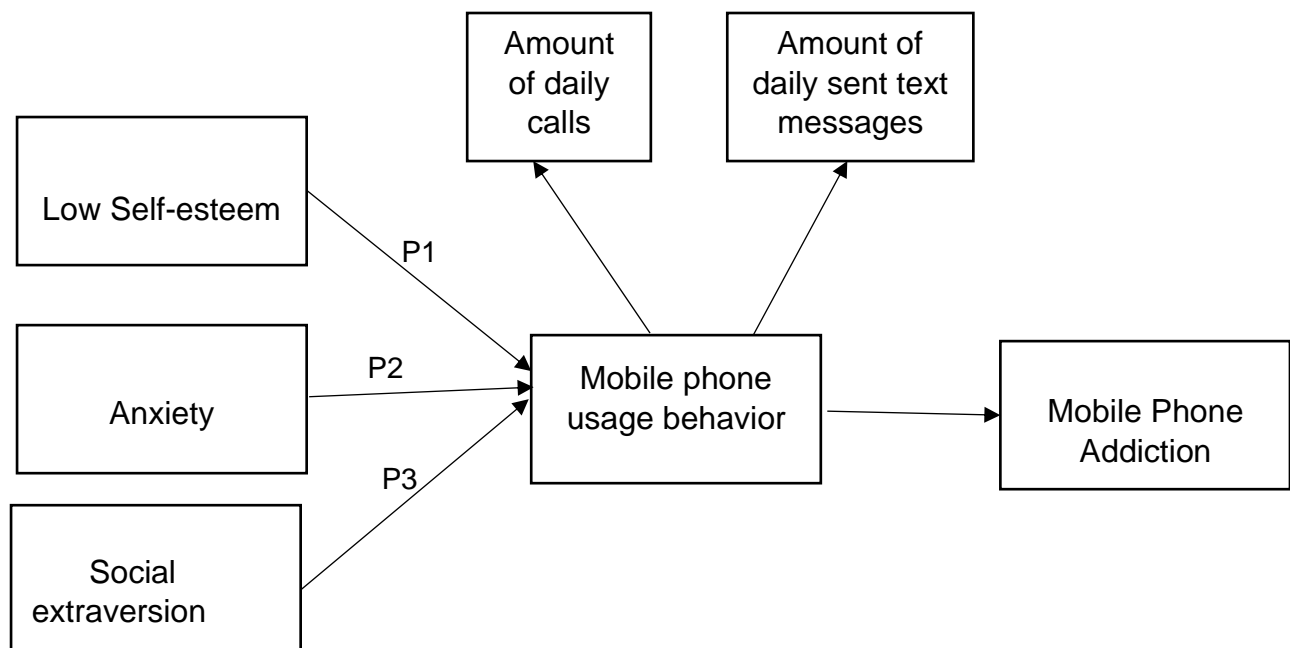 Amount
of daily
calls
Amount of
daily sent text
messages
Low Self-esteem
P1
Anxiety
P2
Social
extraversion
P3
Mobile phone
usage behavior
Mobile Phone
Addiction